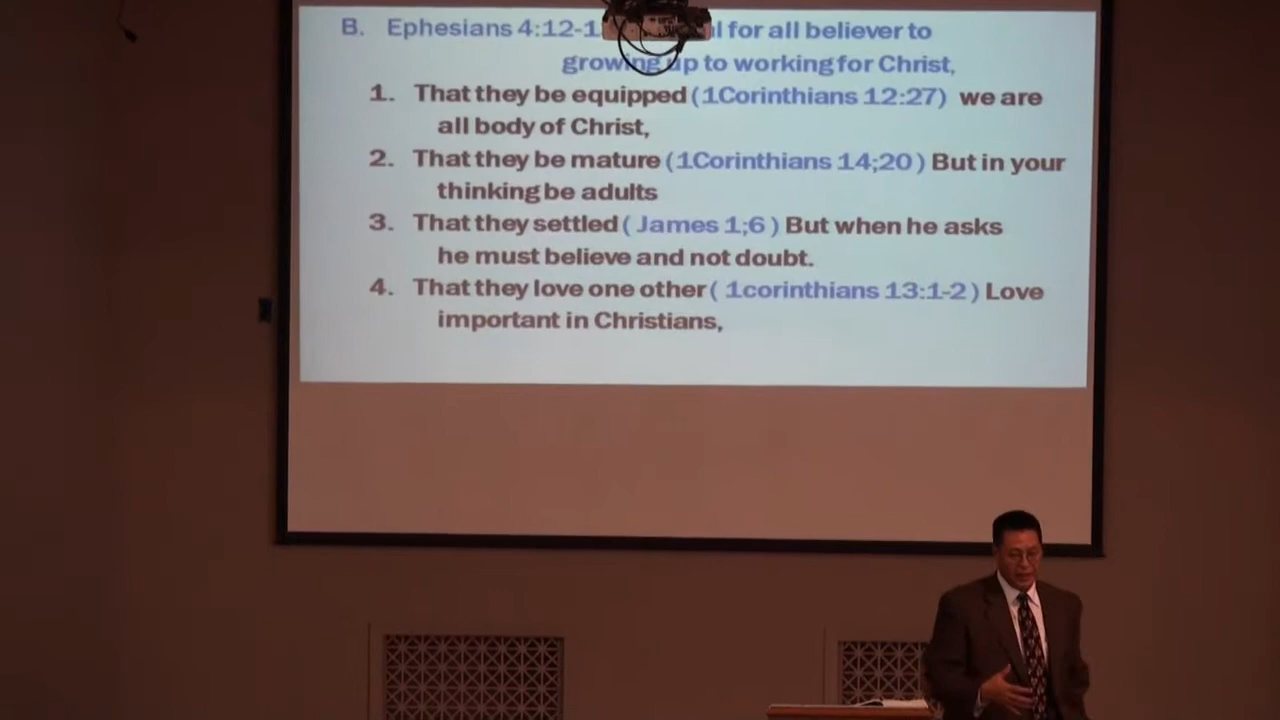 B. Ephesians 4:12-1 for all believer to
growing up to working for Christ,
1. That they be equipped (1Corinthians 12:27) we are
all body of Christ,
2. That they be mature (1Corinthians 14;20 ) But in your
thinking be adults
3. That they settled ( James 1;6 ) But when he asks
he must believe and not doubt.
4. That they love one other ( 1corinthians 13:1-2 ) Love
important in Christians,